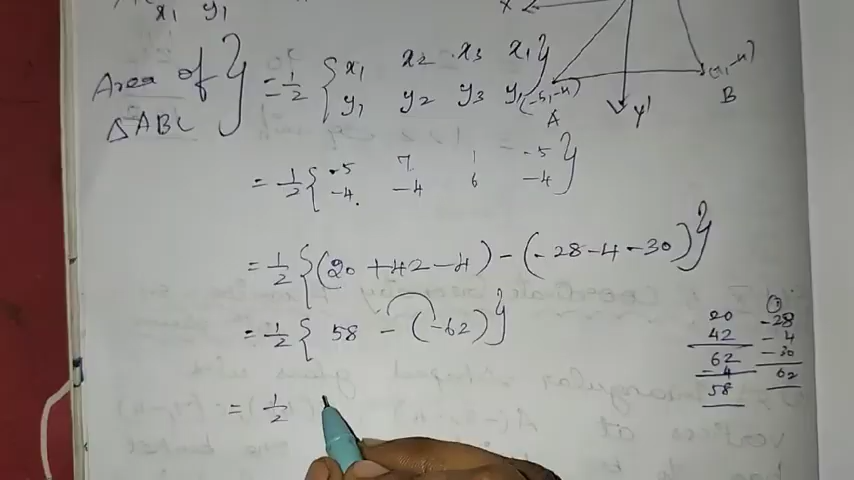 x₁ y₁
X
Area of ΔABC } = 1/2 { x₁ x₂ x₃ x₁ }
y₁ y₂ y₃ y₁
(-5,-4)
A
B
Y'
= 1/2 { -5 7 1 -5 }
-4 -4 6 -4
= 1/2 { (20 + 42 - 4) - (-28 - 4 - 30) }
= 1/2 { 58 - (-62) }
= 1/2
20
42
62
-4
58
-28
- 4
-30
62